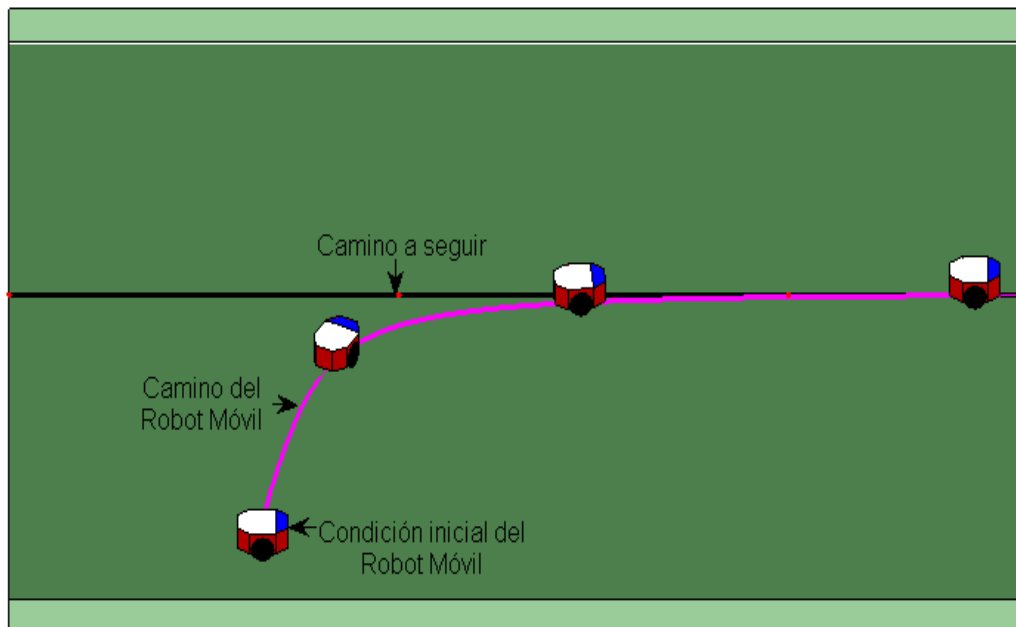 Camino a seguir
Camino del
Robot Móvil
Condición inicial del
Robot Móvil